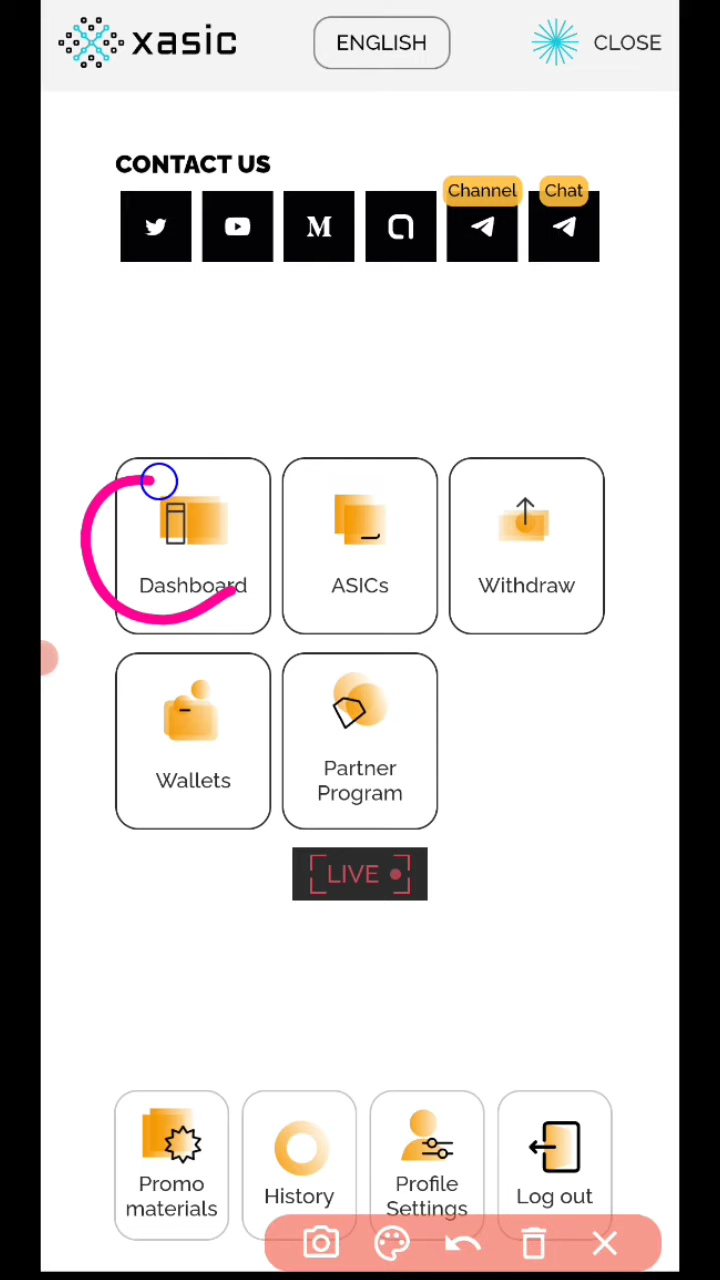 xasic
ENGLISH
CLOSE
CONTACT US
Channel
Chat
M
Dashboard
ASICs
Withdraw
Wallets
Partner
Program
LIVE
Promo
materials
History
Profile
Settings
Log out